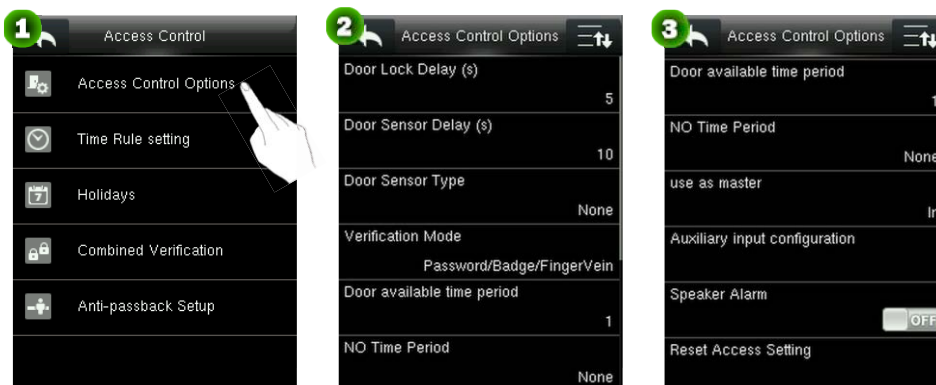 1
Access Control
Access Control Options
Time Rule setting
7
Holidays
Combined Verification
Anti-passback Setup
2
Access Control Options
Door Lock Delay (s)
5
Door Sensor Delay (s)
10
Door Sensor Type
None
Verification Mode
Password/Badge/FingerVein
Door available time period
1
NO Time Period
None
3
Access Control Options
Door available time period
1
NO Time Period
None
use as master
In
Auxiliary input configuration
Speaker Alarm
OFF
Reset Access Setting